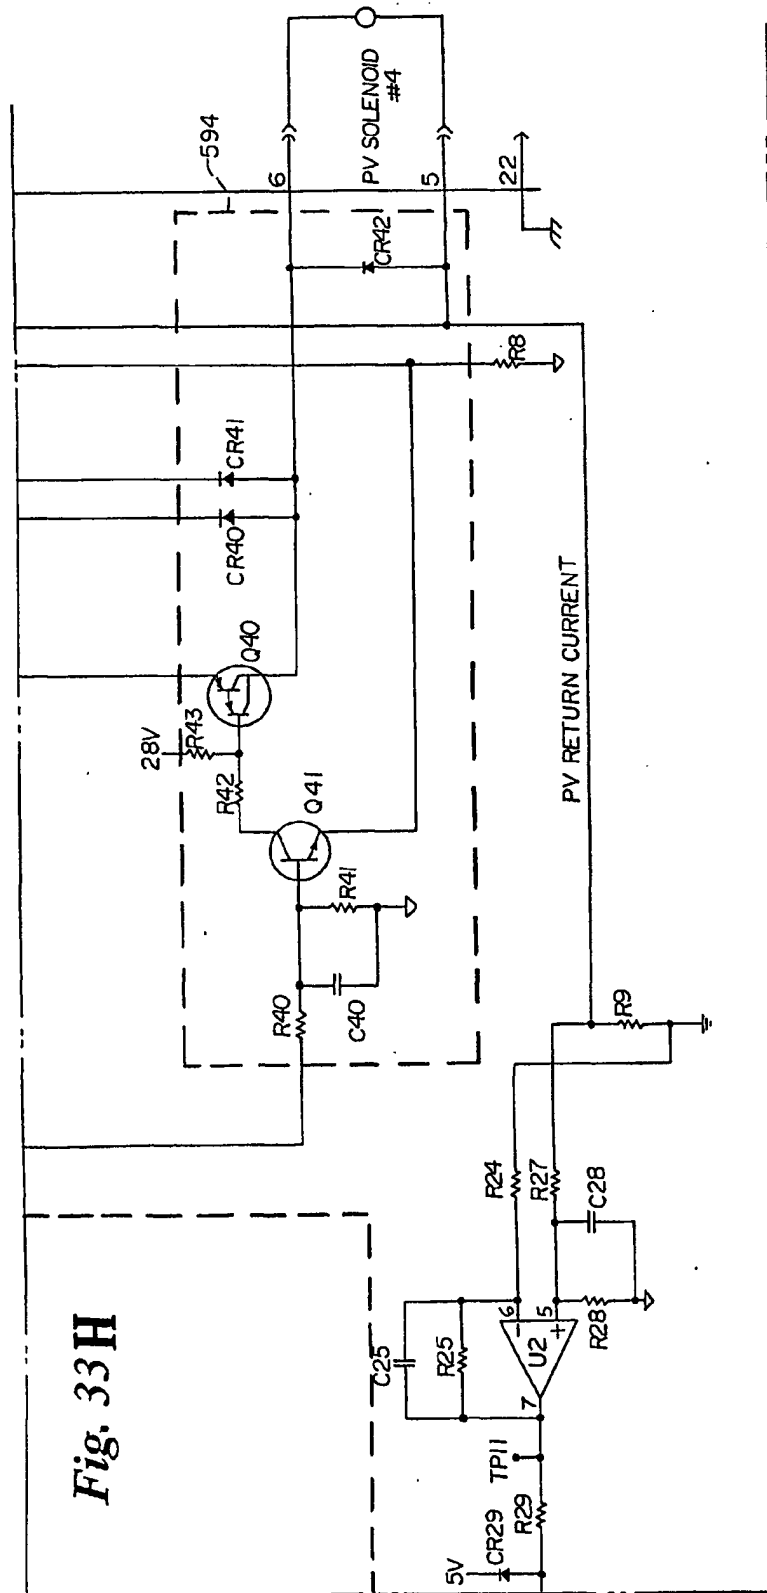 Fig. 33H
594
6
PV SOLENOID
#4
5
22
CR42
R8
CR41
CR40
Q40
28V
R43
R42
Q41
R41
R40
C40
PV RETURN CURRENT
R9
R24
R27
C28
C25
R25
6
5
U2
7
R28
TP11
R29
CR29
5V